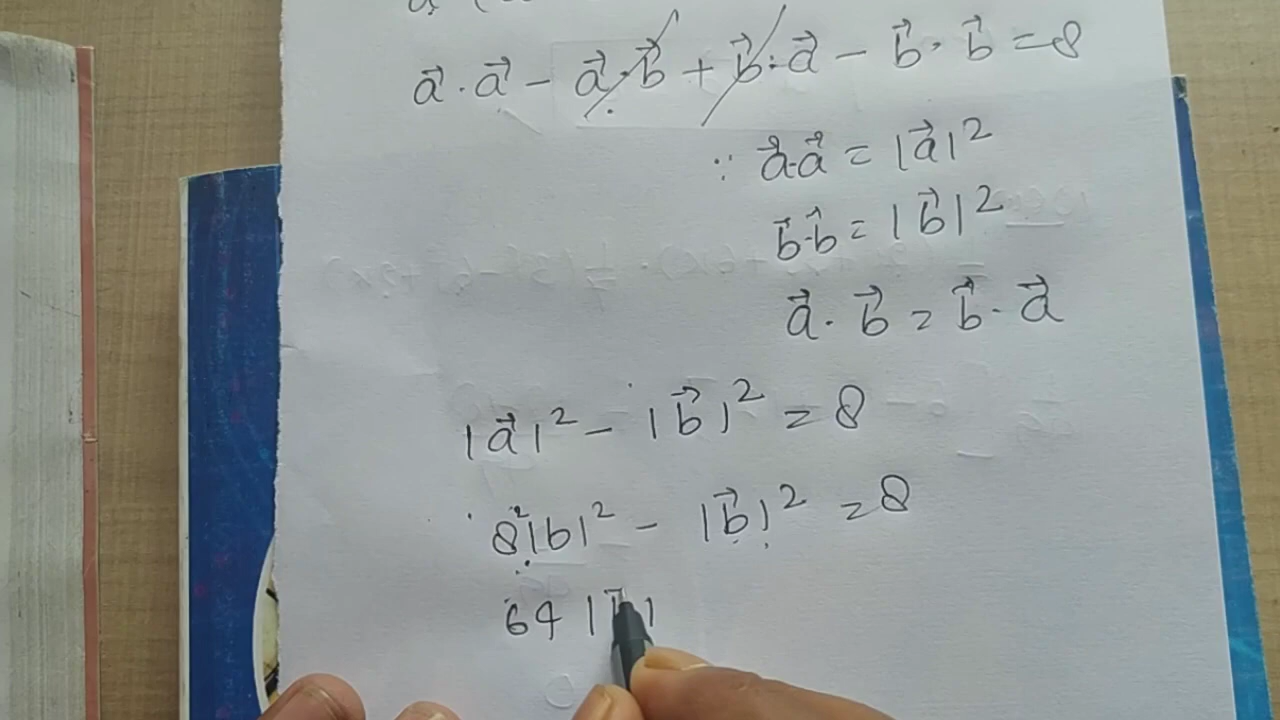 a⃗ . a⃗ − a⃗ . b⃗ + b⃗ . a⃗ − b⃗ . b⃗ = 8
∵ a⃗.a⃗ = |a⃗|²
b⃗.b⃗ = |b⃗|²
a⃗ . b⃗ = b⃗ . a⃗
|a⃗|² − |b⃗|² = 8
8²|b|² − |b⃗|² = 8
64 |b⃗|